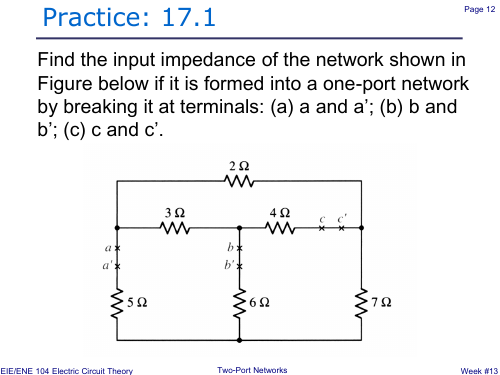 Practice: 17.1
Page 12
Find the input impedance of the network shown in
Figure below if it is formed into a one-port network
by breaking it at terminals: (a) a and a’; (b) b and
b’; (c) c and c’.
2 Ω
3 Ω
4 Ω
c c'
a
b
a'
b'
5 Ω
6 Ω
7 Ω
EIE/ENE 104 Electric Circuit Theory
Two-Port Networks
Week #13